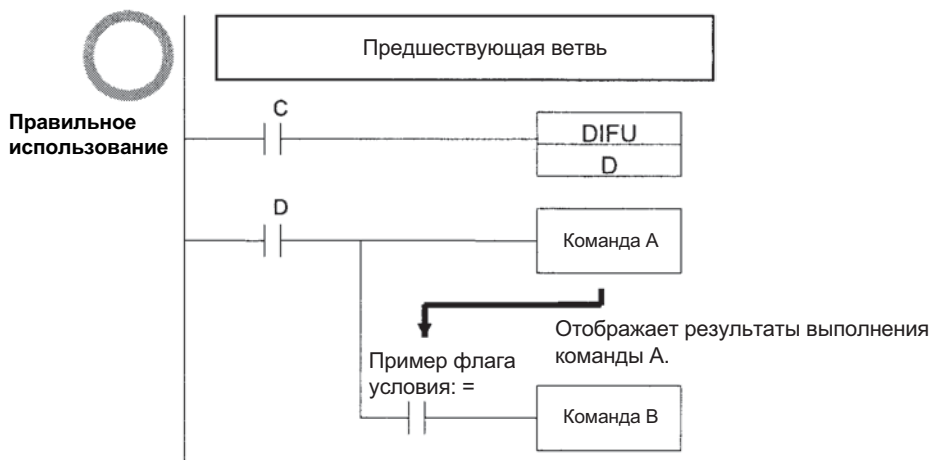 Предшествующая ветвь
Правильное
использование
C
DIFU
D
D
Команда A
Отображает результаты выполнения
команды A.
Пример флага
условия: =
Команда B